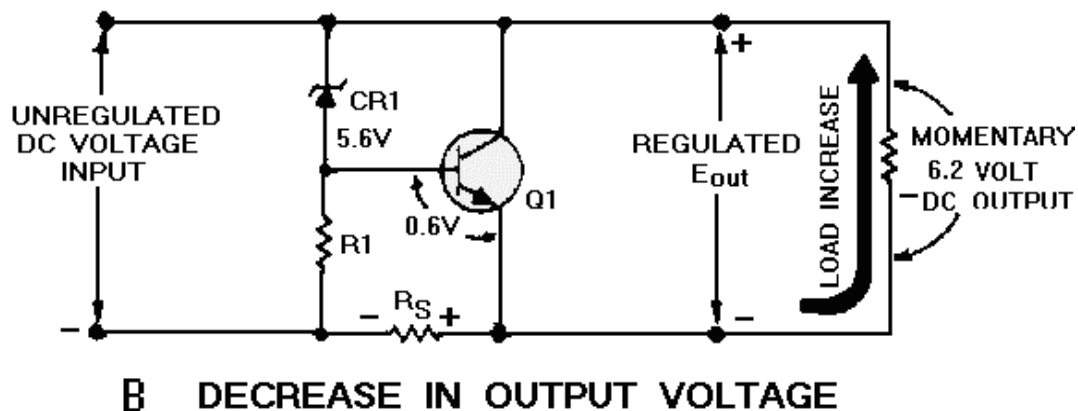 UNREGULATED
DC VOLTAGE
INPUT
CR1
5.6V
Q1
0.6V
R1
RS
- +
-
REGULATED
Eout
+
-
LOAD INCREASE
MOMENTARY
6.2 VOLT
DC OUTPUT
B DECREASE IN OUTPUT VOLTAGE